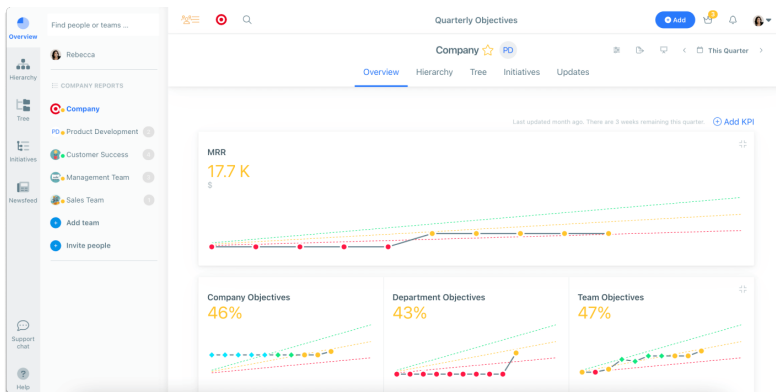 Overview
Hierarchy
Tree
Initiatives
Newsfeed
Support
chat
Help
Find people or teams ...
Rebecca
COMPANY REPORTS
Company
PD Product Development
Customer Success
Management Team
Sales Team
Add team
Invite people
Quarterly Objectives
Add
Company PD
This Quarter
Overview Hierarchy Tree Initiatives Updates
Last updated month ago. There are 3 weeks remaining this quarter
Add KPI
MRR
17.7 K
$
Company Objectives
46%
Department Objectives
43%
Team Objectives
47%